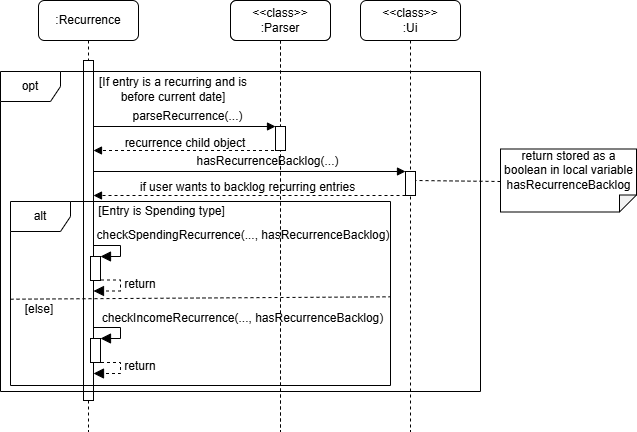 :Recurrence
<<class>>
:Parser
<<class>>
:Ui
opt
[If entry is a recurring and is
before current date]
parseRecurrence(...)
recurrence child object
hasRecurrenceBacklog(...)
return stored as a
boolean in local variable
hasRecurrenceBacklog
if user wants to backlog recurring entries
alt
[Entry is Spending type]
checkSpendingRecurrence(..., hasRecurrenceBacklog)
return
[else]
checkIncomeRecurrence(..., hasRecurrenceBacklog)
return